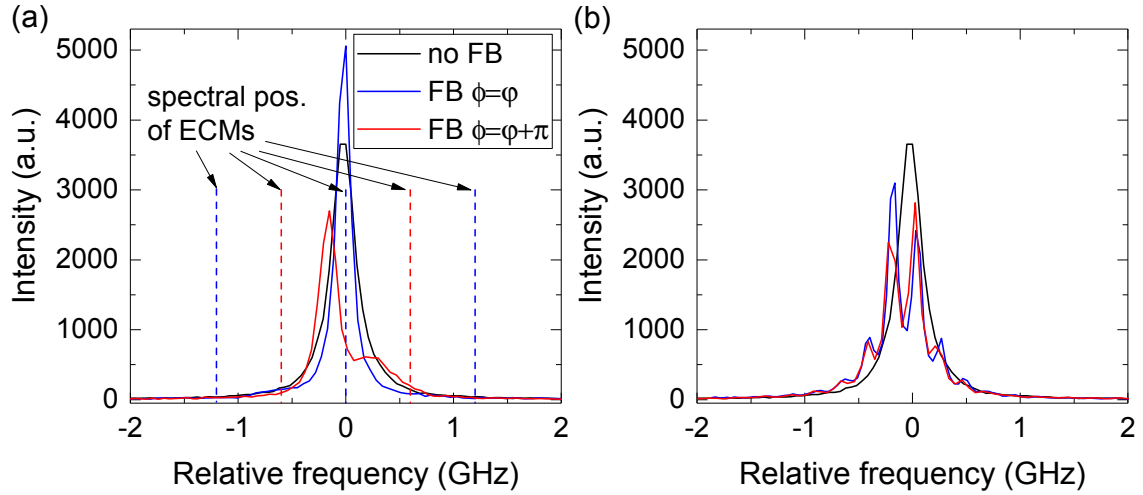 (a)
5000
4000
3000
2000
1000
0
Intensity (a.u.)
no FB
FB ϕ=φ
FB ϕ=φ+π
spectral pos.
of ECMs
-2
-1
0
1
2
Relative frequency (GHz)
(b)
5000
4000
3000
2000
1000
0
Intensity (a.u.)
-2
-1
0
1
2
Relative frequency (GHz)